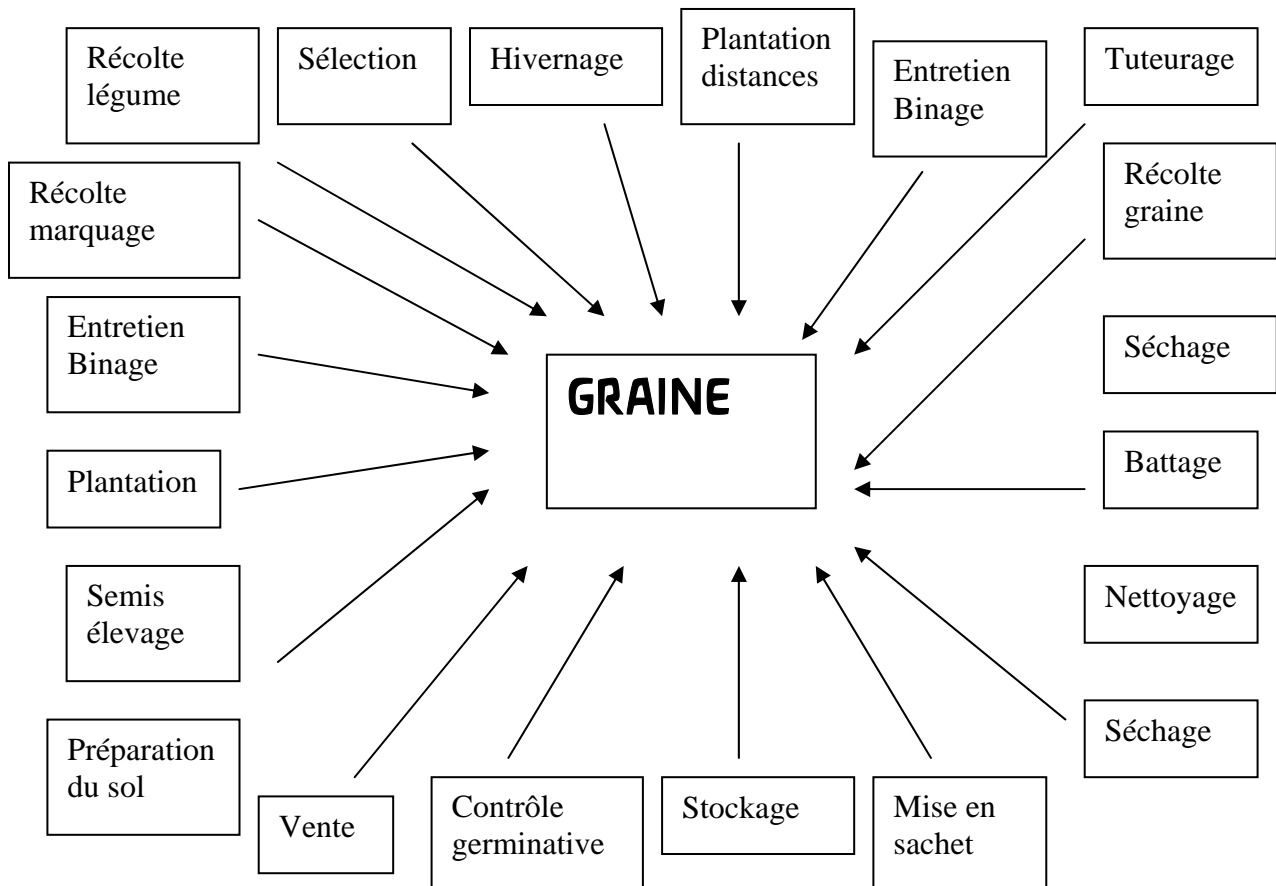 Récolte
légume
Sélection
Hivernage
Plantation
distances
Entretien
Binage
Tuteurage
Récolte
marquage
Récolte
graine
Entretien
Binage
Séchage
GRAINE
Plantation
Battage
Semis
élevage
Nettoyage
Préparation
du sol
Séchage
Vente
Contrôle
germinative
Stockage
Mise en
sachet